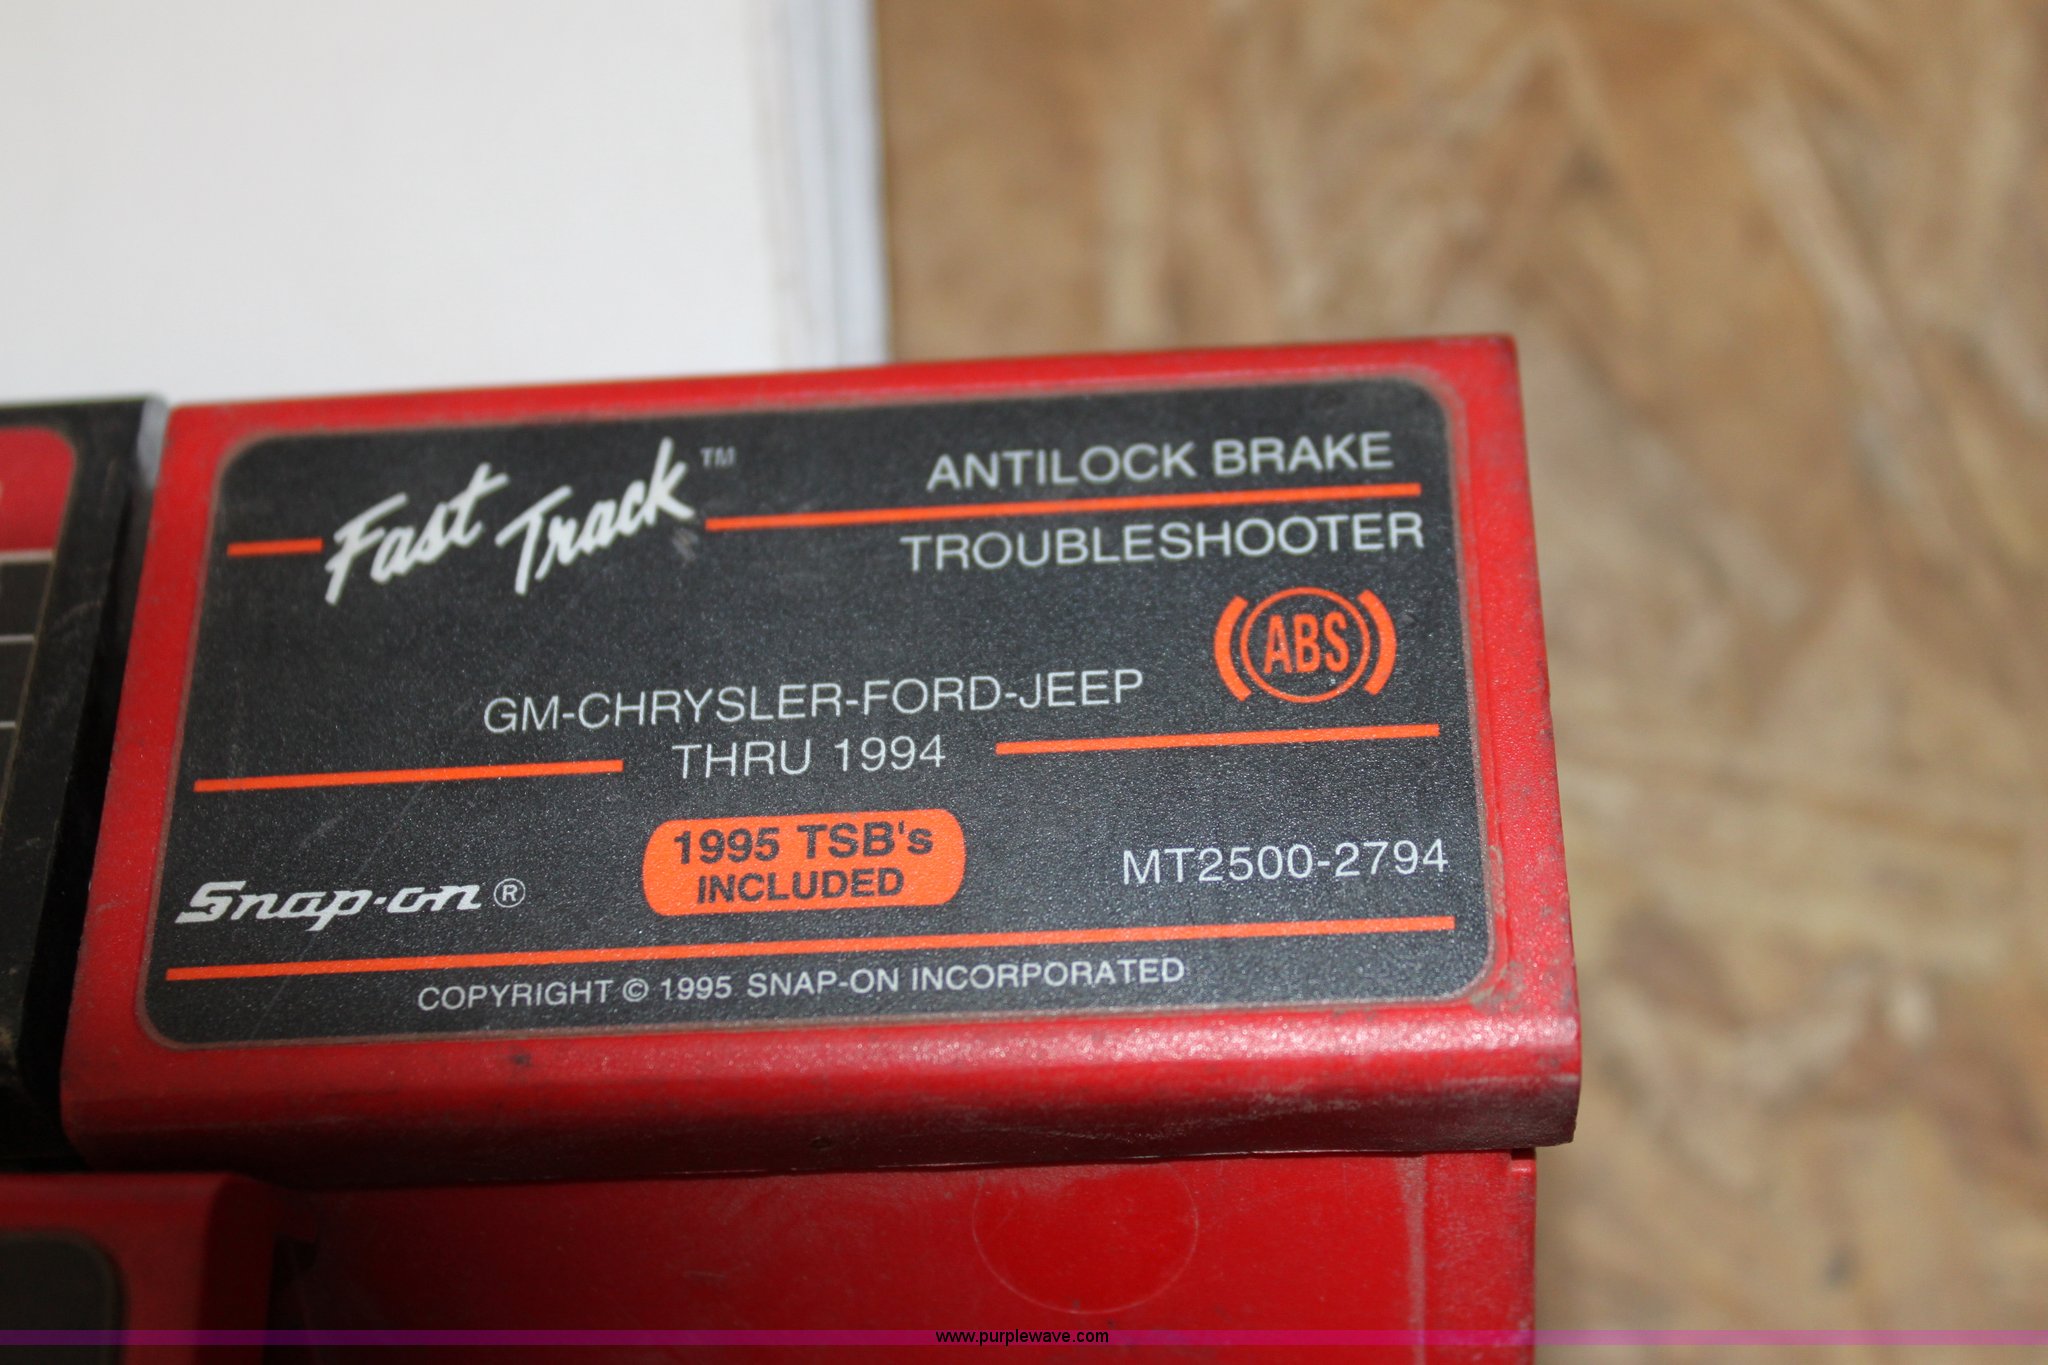 Fast Track™
ANTILOCK BRAKE
TROUBLESHOOTER
ABS
GM-CHRYSLER-FORD-JEEP
THRU 1994
1995 TSB's
INCLUDED
Snap-on®
MT2500-2794
COPYRIGHT © 1995 SNAP-ON INCORPORATED
www.purplewave.com